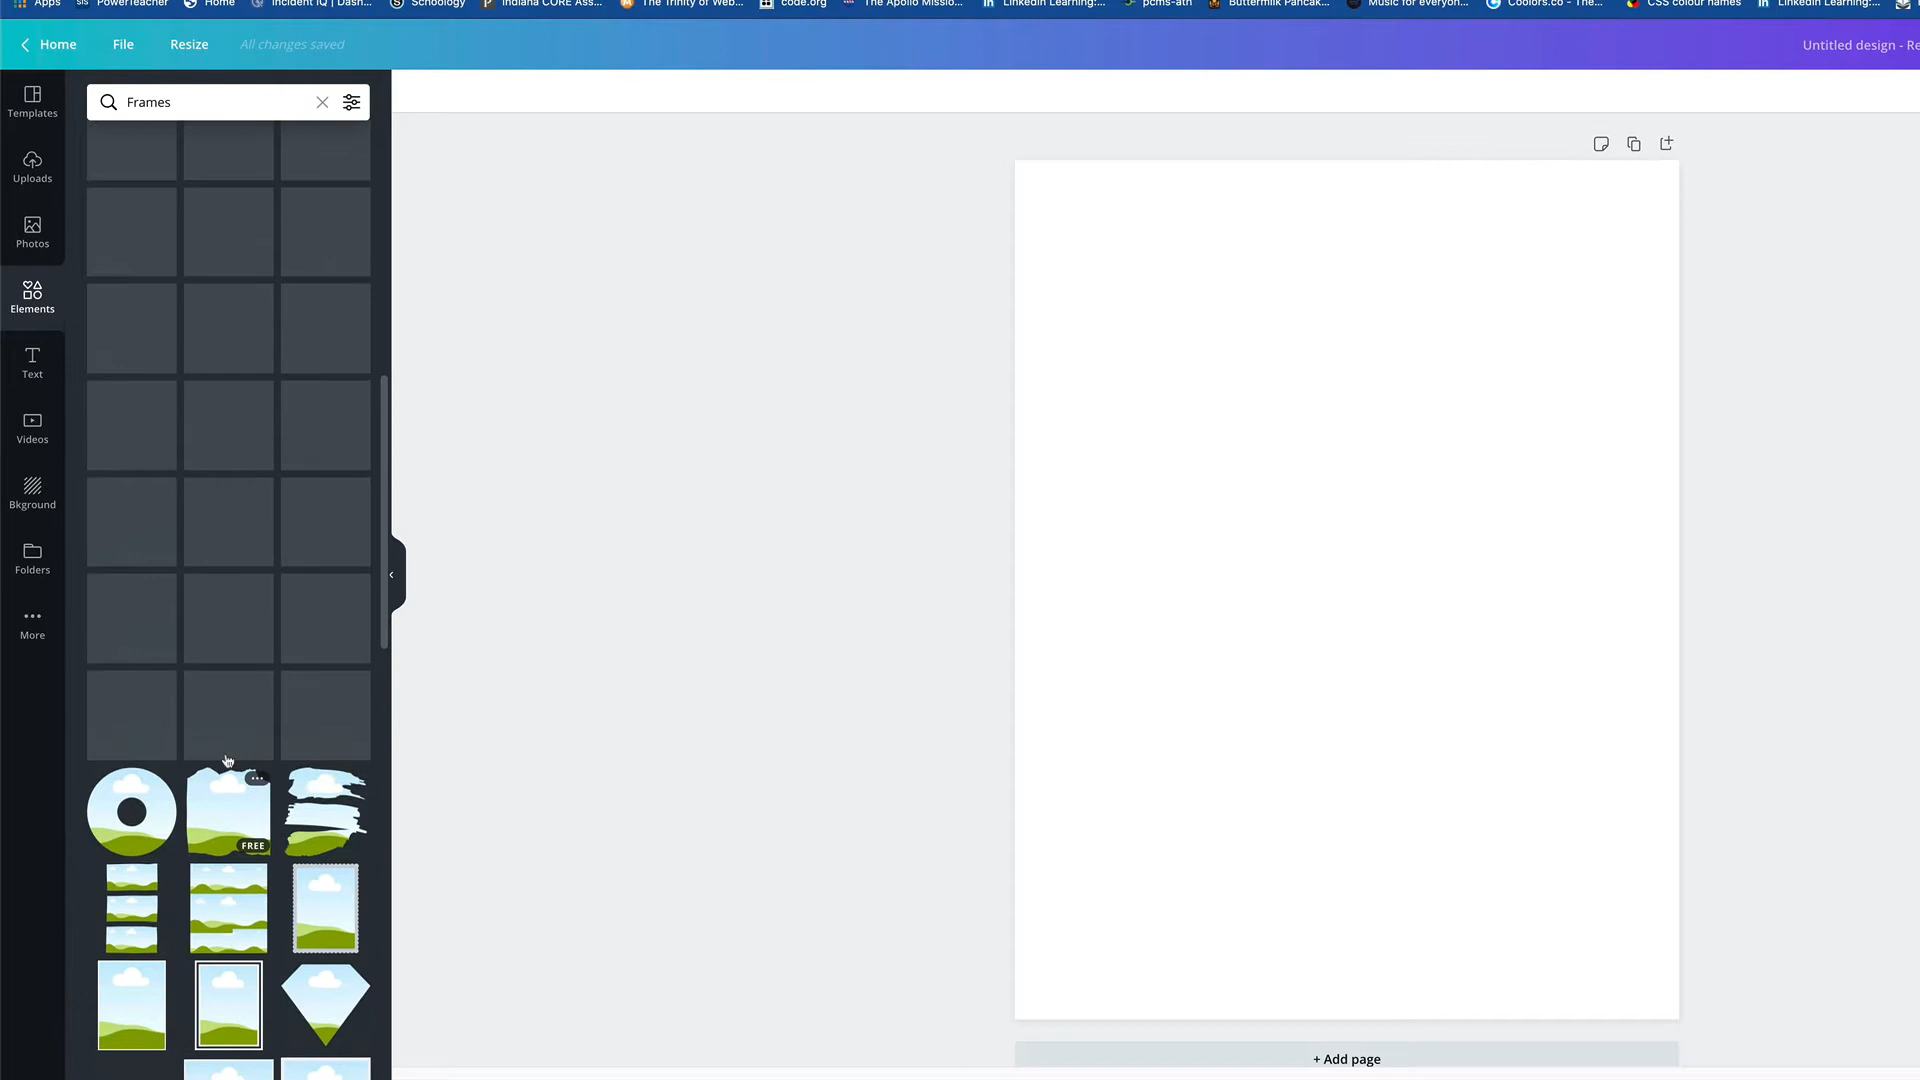 Apps PowerTeacher Home Incident IQ | Dash... Schoology Indiana CORE Ass... The Trinity of Web... code.org The Apollo Missio... LinkedIn Learning:... pcms-ath Buttermilk Pancak... Music for everyon... Coolors.co - The... CSS colour names LinkedIn Learning:...
Home File Resize All changes saved Untitled design - Re
Frames
Templates
Uploads
Photos
Elements
Text
Videos
Bkground
Folders
More
FREE
+ Add page